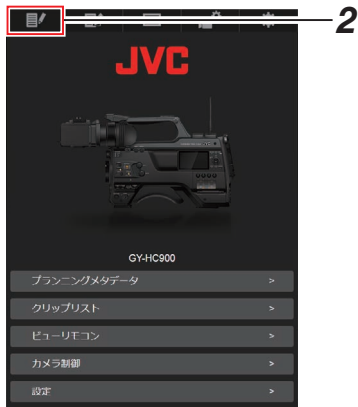 2
JVC
GY-HC900
プランニングメタデータ >
クリップリスト >
ビューリモコン >
カメラ制御 >
設定 >